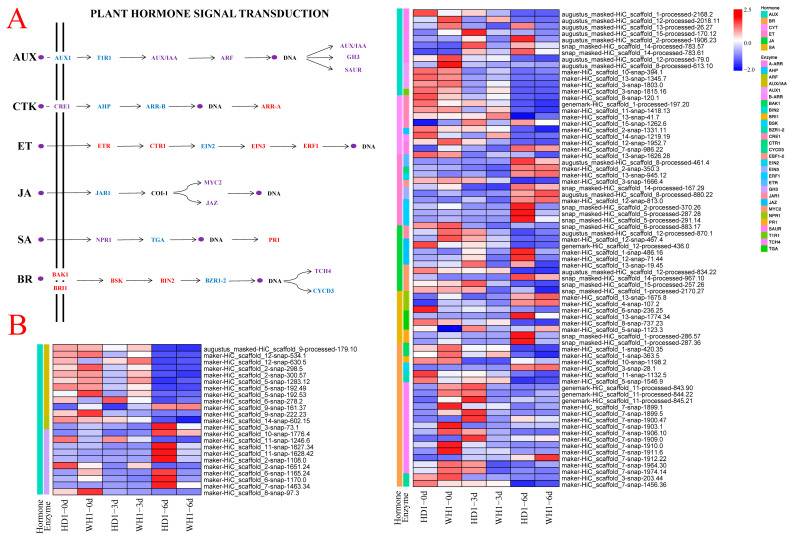 A
PLANT HORMONE SIGNAL TRANSDUCTION
AUX AUX1 TIR1 AUX/IAA ARF DNA AUX/IAA
GH3
SAUR
CTK CRE1 AHP ARR-B DNA ARR-A
ET ETR CTR1 EIN2 EIN3 ERF1 DNA
JA JAR1 COI-1 MYC2
JAZ DNA
SA NPR1 TGA DNA PR1
BR BAK1
BRI1 BSK BIN2 BZR1-2 DNA TCH4
CYCD3
B
augustus_masked-HiC_scaffold_9-processed-179.10
maker-HiC_scaffold_12-snap-534.1
maker-HiC_scaffold_12-snap-630.5
maker-HiC_scaffold_2-snap-298.5
maker-HiC_scaffold_2-snap-300.57
maker-HiC_scaffold_5-snap-1283.12
maker-HiC_scaffold_5-snap-192.49
maker-HiC_scaffold_5-snap-192.53
maker-HiC_scaffold_6-snap-278.2
maker-HiC_scaffold_9-snap-161.37
maker-HiC_scaffold_9-snap-222.23
maker-HiC_scaffold_14-snap-602.15
maker-HiC_scaffold_3-snap-73.1
maker-HiC_scaffold_10-snap-1776.4
maker-HiC_scaffold_11-snap-1246.6
maker-HiC_scaffold_11-snap-1627.34
maker-HiC_scaffold_11-snap-1628.42
maker-HiC_scaffold_2-snap-1108.0
maker-HiC_scaffold_2-snap-1651.24
maker-HiC_scaffold_6-snap-1165.24
maker-HiC_scaffold_6-snap-1170.0
maker-HiC_scaffold_7-snap-1463.34
maker-HiC_scaffold_8-snap-97.3
Hormone
Enzyme
HD1-0d
WH1-0d
HD1-3d
WH1-3d
HD1-6d
WH1-6d
augustus_masked-HiC_scaffold_1-processed-2168.2
augustus_masked-HiC_scaffold_12-processed-2018.11
augustus_masked-HiC_scaffold_13-processed-26.27
augustus_masked-HiC_scaffold_15-processed-170.12
augustus_masked-HiC_scaffold_2-processed-1906.23
snap_masked-HiC_scaffold_14-processed-783.57
snap_masked-HiC_scaffold_14-processed-783.61
augustus_masked-HiC_scaffold_12-processed-79.0
augustus_masked-HiC_scaffold_8-processed-613.10
maker-HiC_scaffold_10-snap-394.1
maker-HiC_scaffold_13-snap-1345.7
maker-HiC_scaffold_3-snap-1803.0
maker-HiC_scaffold_3-snap-1815.16
maker-HiC_scaffold_8-snap-120.1
genemark-HiC_scaffold_1-processed-197.20
maker-HiC_scaffold_11-snap-1418.13
maker-HiC_scaffold_13-snap-41.7
maker-HiC_scaffold_15-snap-1262.6
maker-HiC_scaffold_2-snap-1331.11
maker-HiC_scaffold_14-snap-1219.19
maker-HiC_scaffold_12-snap-1952.7
maker-HiC_scaffold_7-snap-986.22
maker-HiC_scaffold_13-snap-1626.28
augustus_masked-HiC_scaffold_8-processed-461.4
maker-HiC_scaffold_2-snap-350.3
maker-HiC_scaffold_13-snap-945.12
maker-HiC_scaffold_3-snap-1666.4
snap_masked-HiC_scaffold_14-processed-167.29
augustus_masked-HiC_scaffold_8-processed-880.22
maker-HiC_scaffold_12-snap-813.0
snap_masked-HiC_scaffold_2-processed-370.26
snap_masked-HiC_scaffold_5-processed-287.28
snap_masked-HiC_scaffold_5-processed-291.14
snap_masked-HiC_scaffold_6-processed-883.17
augustus_masked-HiC_scaffold_12-processed-870.1
maker-HiC_scaffold_12-snap-467.4
genemark-HiC_scaffold_12-processed-436.0
maker-HiC_scaffold_1-snap-486.16
maker-HiC_scaffold_12-snap-71.44
maker-HiC_scaffold_13-snap-19.45
augustus_masked-HiC_scaffold_12-processed-834.22
snap_masked-HiC_scaffold_14-processed-967.10
snap_masked-HiC_scaffold_15-processed-257.26
snap_masked-HiC_scaffold_1-processed-2170.27
maker-HiC_scaffold_13-snap-1675.8
maker-HiC_scaffold_4-snap-107.2
maker-HiC_scaffold_6-snap-236.25
maker-HiC_scaffold_13-snap-1774.34
maker-HiC_scaffold_8-snap-737.23
maker-HiC_scaffold_5-snap-1123.3
snap_masked-HiC_scaffold_1-processed-286.57
snap_masked-HiC_scaffold_1-processed-287.36
maker-HiC_scaffold_1-snap-420.35
maker-HiC_scaffold_1-snap-363.5
maker-HiC_scaffold_10-snap-1198.2
maker-HiC_scaffold_3-snap-28.1
maker-HiC_scaffold_11-snap-1132.5
maker-HiC_scaffold_5-snap-1546.9
genemark-HiC_scaffold_11-processed-843.90
genemark-HiC_scaffold_11-processed-844.22
genemark-HiC_scaffold_11-processed-845.21
maker-HiC_scaffold_7-snap-1899.1
maker-HiC_scaffold_7-snap-1899.5
maker-HiC_scaffold_7-snap-1900.47
maker-HiC_scaffold_7-snap-1903.1
maker-HiC_scaffold_7-snap-1906.10
maker-HiC_scaffold_7-snap-1909.0
maker-HiC_scaffold_7-snap-1910.0
maker-HiC_scaffold_7-snap-1911.6
maker-HiC_scaffold_7-snap-1912.22
maker-HiC_scaffold_7-snap-1964.30
maker-HiC_scaffold_7-snap-1974.14
maker-HiC_scaffold_3-snap-203.44
maker-HiC_scaffold_7-snap-1456.36
Hormone
Enzyme
HD1-0d
WH1-0d
HD1-3d
WH1-3d
HD1-6d
WH1-6d
2.5
0.0
-2.0
Hormone
AUX
BR
CYT
ET
JA
SA
Enzyme
A-ARR
AHP
ARF
AUX/IAA
AUX1
B-ARR
BAK1
BIN2
BRI1
BSK
BZR1-2
CRE1
CTR1
CYCD3
EBF1-2
EIN2
EIN3
ERF1
ETR
GH3
JAR1
JAZ
MYC2
NPR1
PR1
SAUR
TIR1
TCH4
TGA